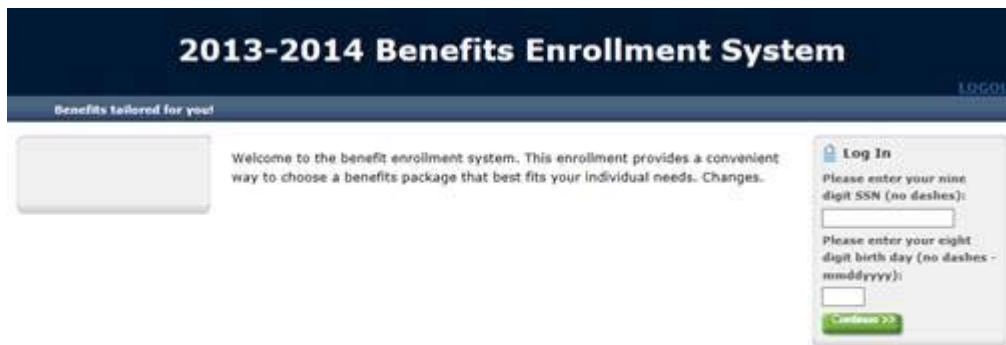 2013-2014 Benefits Enrollment System
LOGOU
Benefits tailored for you!
Welcome to the benefit enrollment system. This enrollment provides a convenient
way to choose a benefits package that best fits your individual needs. Changes.
Log In
Please enter your nine
digit SSN (no dashes):
Please enter your eight
digit birth day (no dashes -
mmddyyyy):
Continue >>